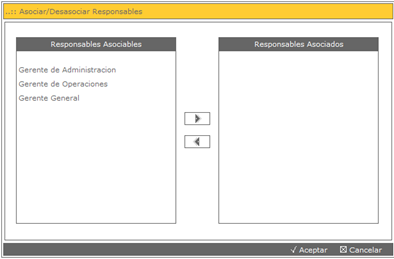 ..:: Asociar/Desasociar Responsables
Responsables Asociables
Responsables Asociados
Gerente de Administracion
Gerente de Operaciones
Gerente General
√ Aceptar
☒ Cancelar